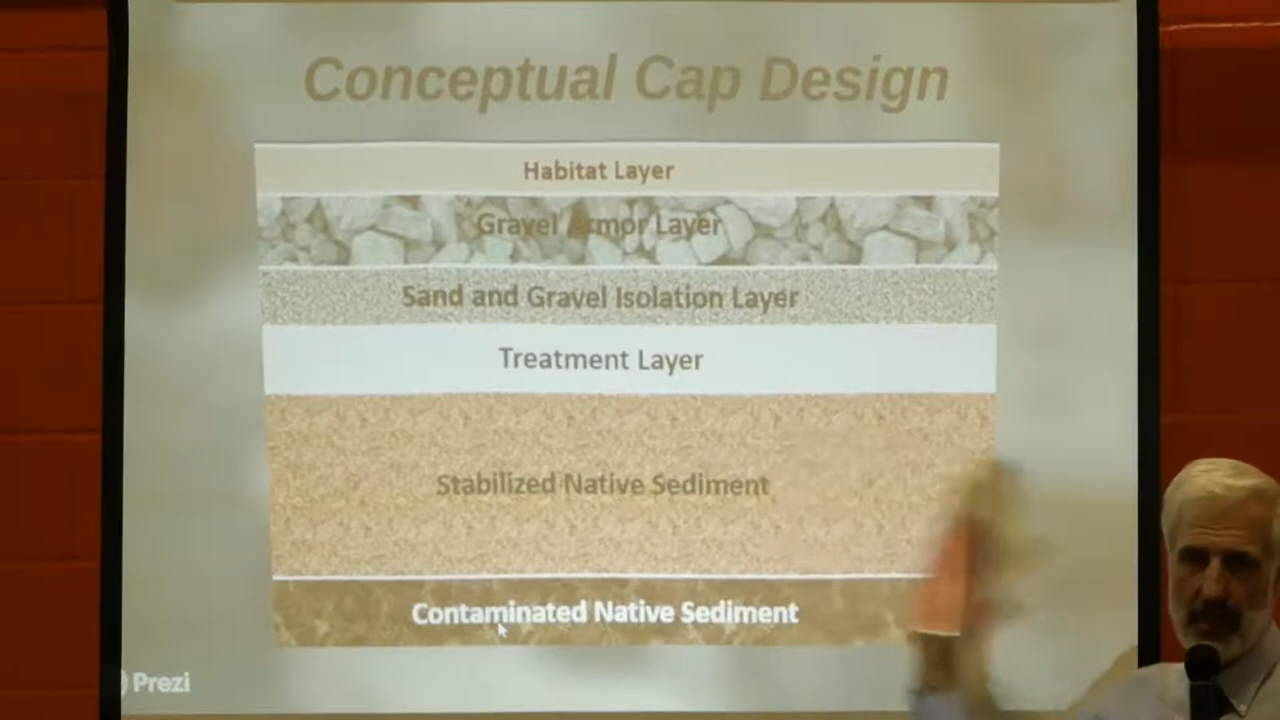 Conceptual Cap Design
Habitat Layer
Gravel Armor Layer
Sand and Gravel Isolation Layer
Treatment Layer
Stabilized Native Sediment
Contaminated Native Sediment
Prezi